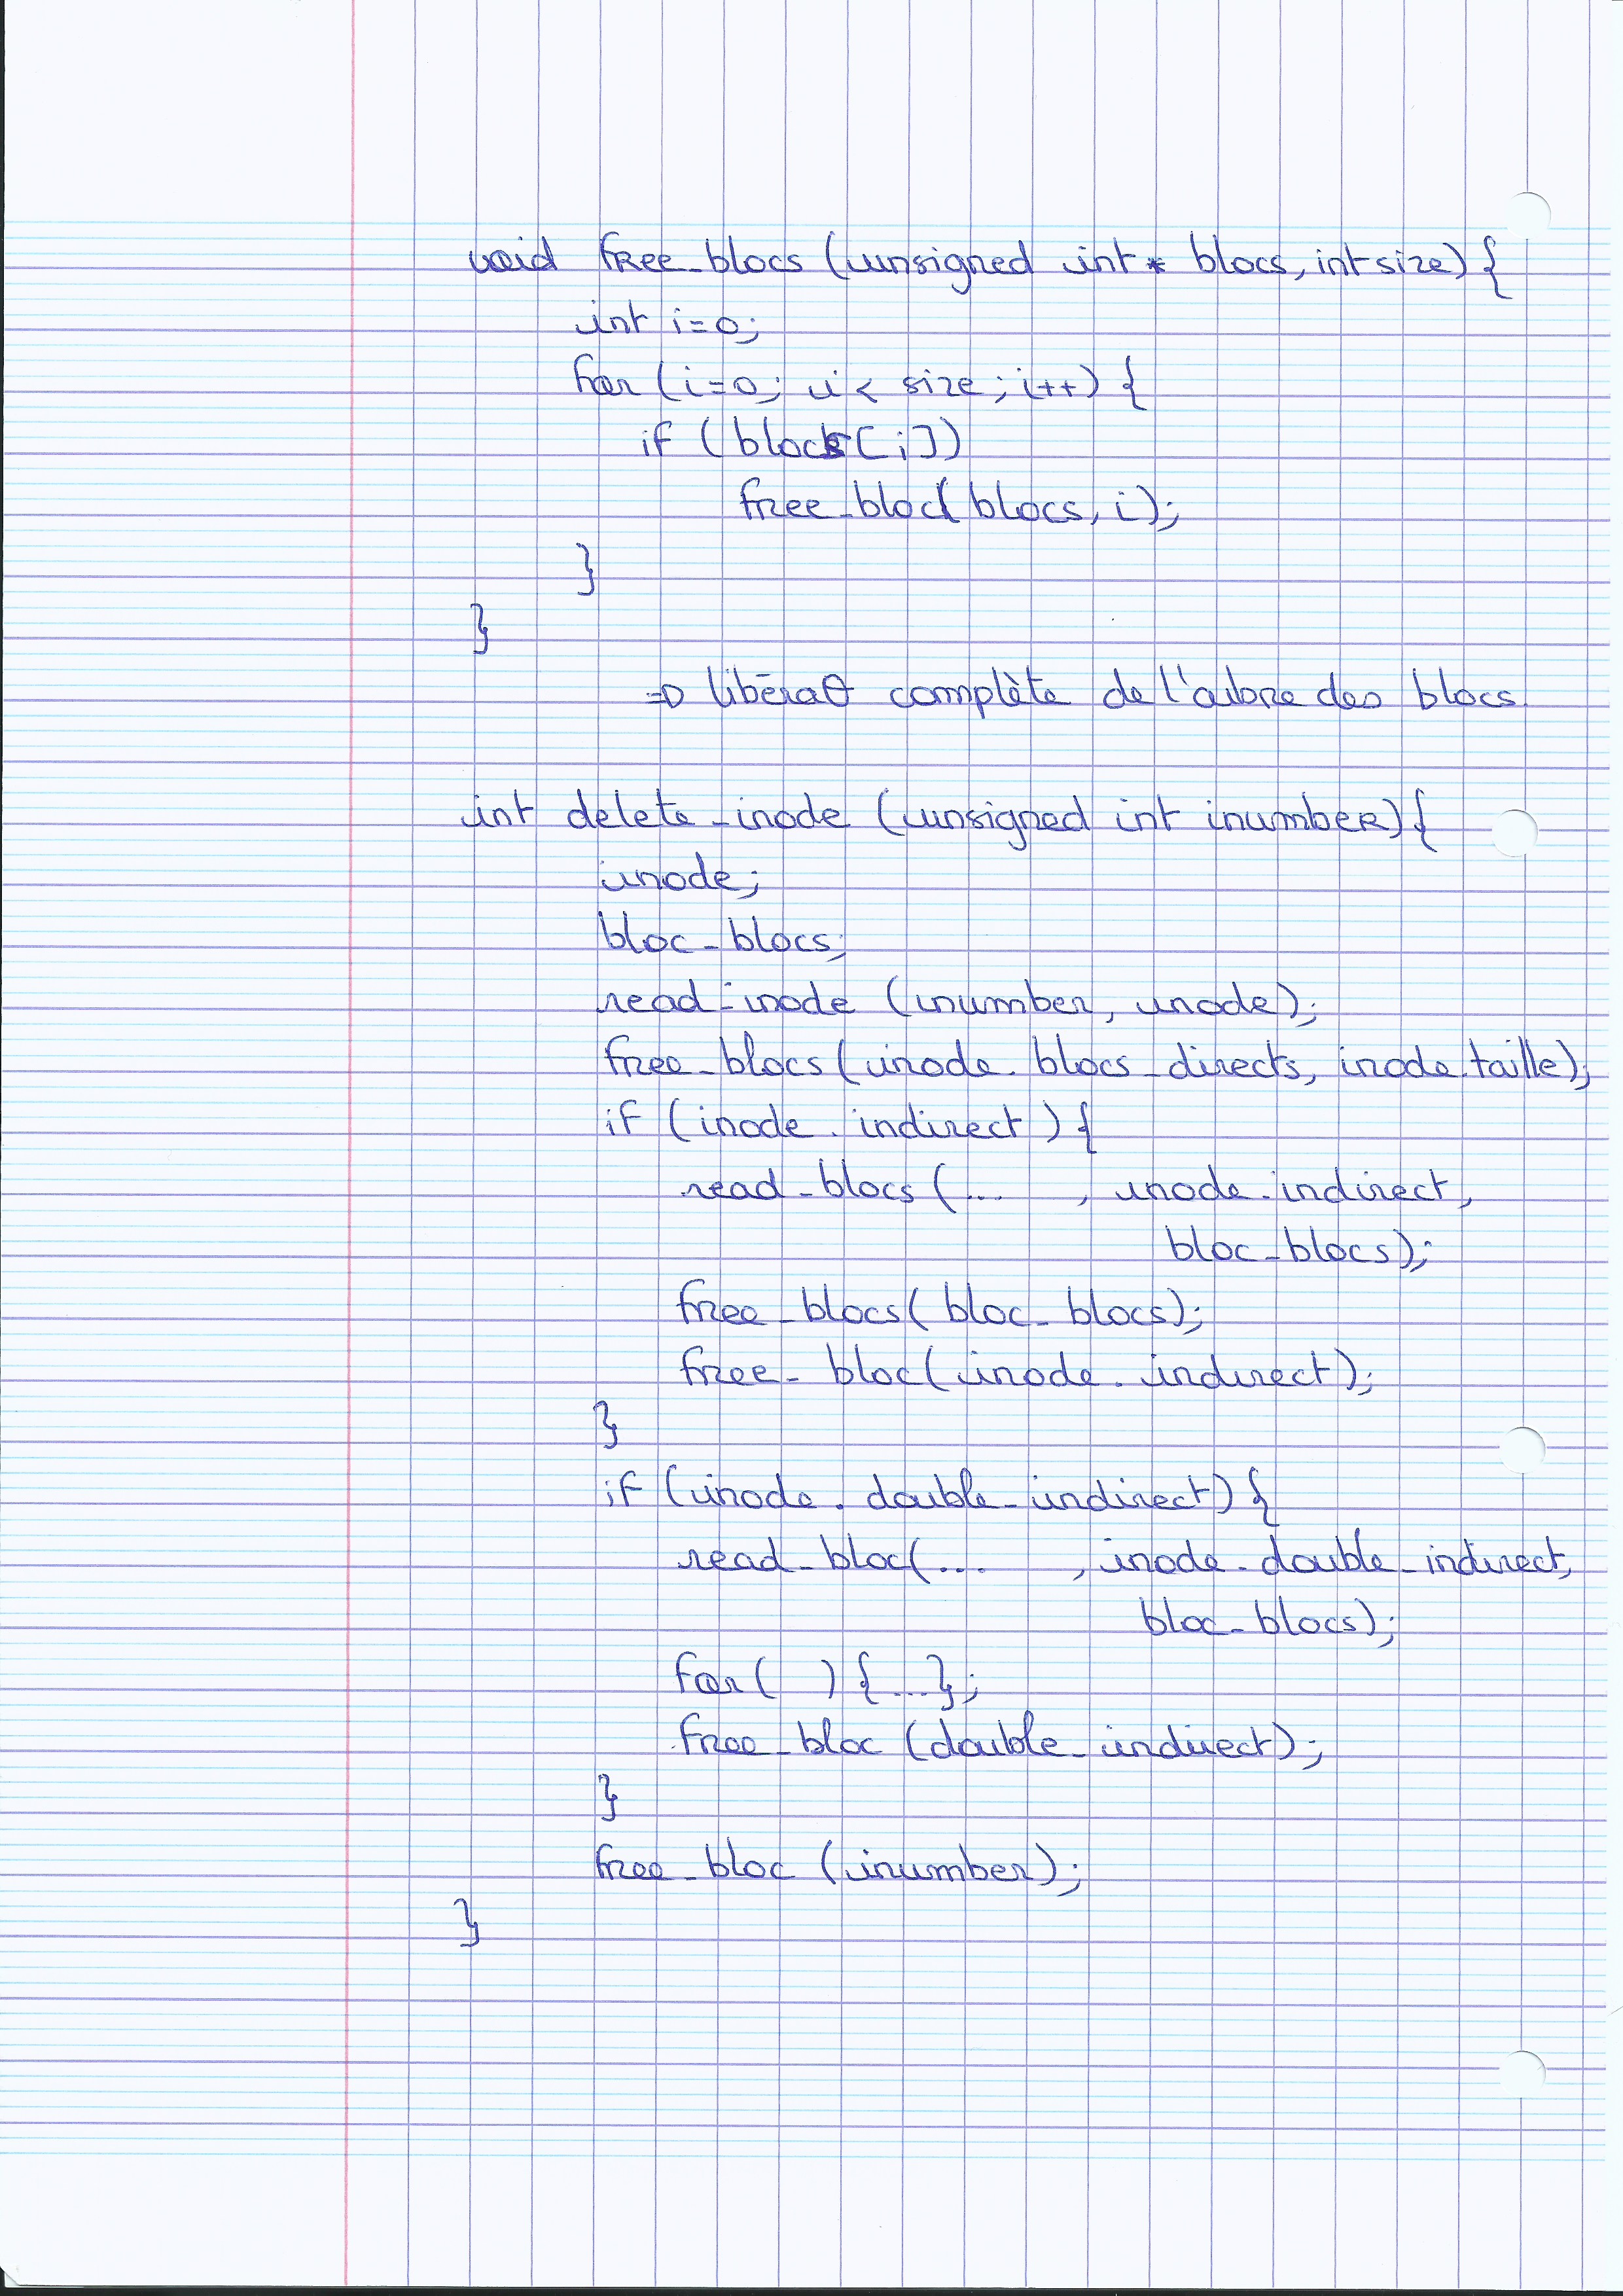 void free_blocs (unsigned int * blocs, int size) {
int i=0;
for (i=0; i < size; i++) {
if (blocs[i])
free_bloc(blocs, i);
}
}
=> libéraθ complète de l'arbre des blocs.
int delete_inode (unsigned int inumber){
inode;
bloc_blocs;
read_inode (inumber, inode);
free_blocs(inode.blocs_directs, inode.taille);
if (inode.indirect) {
read_blocs (... , inode.indirect,
bloc_blocs);
free_blocs(bloc_blocs);
free_bloc(inode.indirect);
}
if (inode.double_indirect) {
read_bloc(... , inode.double_indirect,
bloc_blocs);
for( ) {...};
free_bloc (double_indirect);
}
free_bloc (inumber);
}